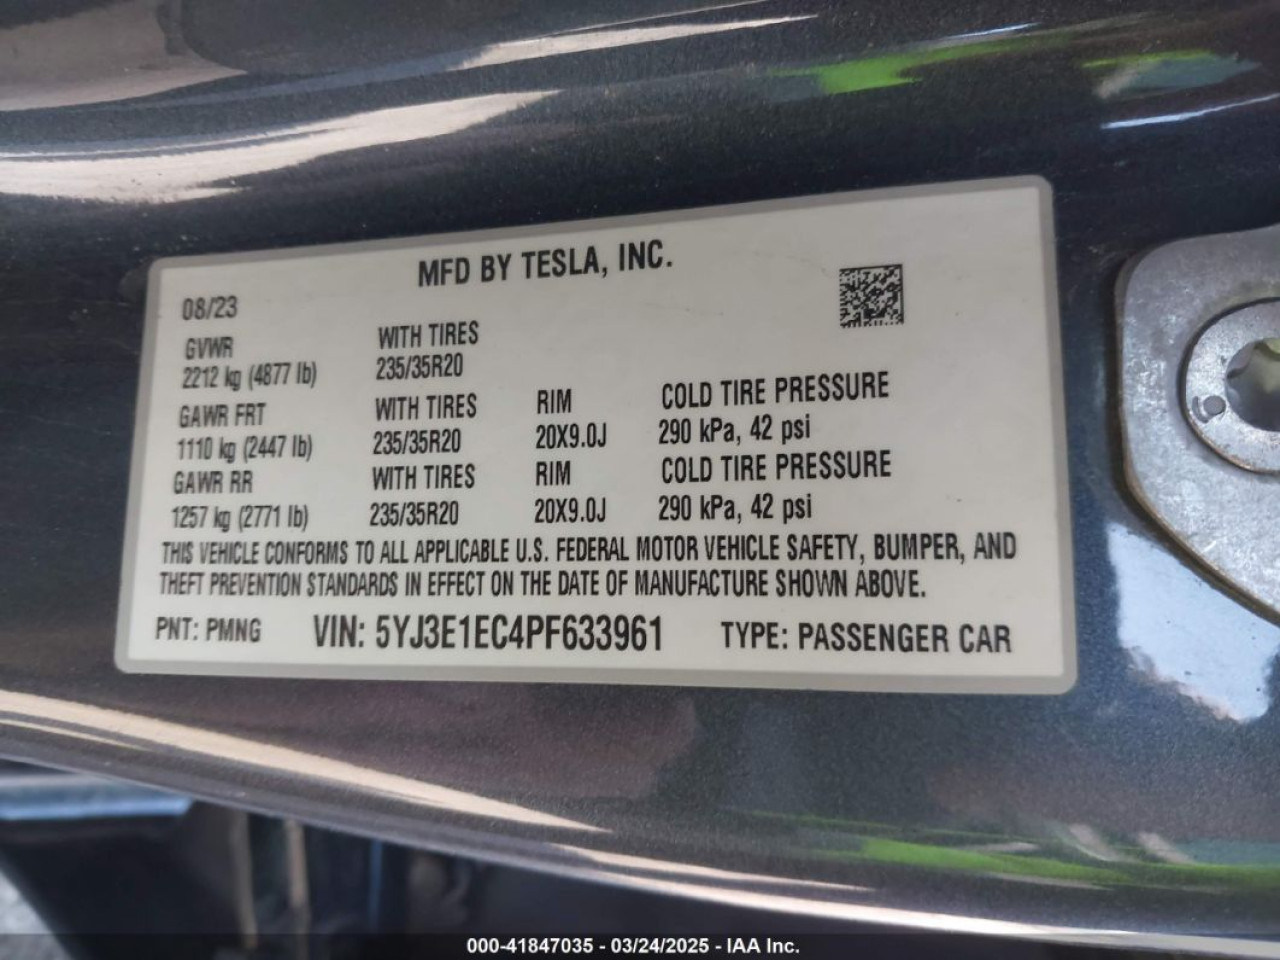 MFD BY TESLA, INC.
08/23
GVWR WITH TIRES
2212 kg (4877 lb) 235/35R20
GAWR FRT WITH TIRES RIM COLD TIRE PRESSURE
1110 kg (2447 lb) 235/35R20 20X9.0J 290 kPa, 42 psi
GAWR RR WITH TIRES RIM COLD TIRE PRESSURE
1257 kg (2771 lb) 235/35R20 20X9.0J 290 kPa, 42 psi
THIS VEHICLE CONFORMS TO ALL APPLICABLE U.S. FEDERAL MOTOR VEHICLE SAFETY, BUMPER, AND
THEFT PREVENTION STANDARDS IN EFFECT ON THE DATE OF MANUFACTURE SHOWN ABOVE.
PNT: PMNG VIN: 5YJ3E1EC4PF633961 TYPE: PASSENGER CAR
000-41847035 - 03/24/2025 - IAA Inc.